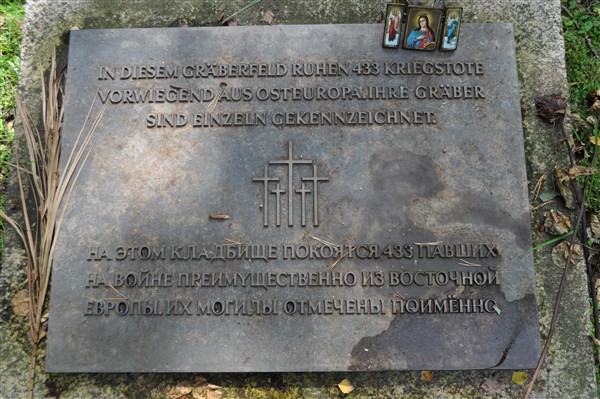 IN DIESEM GRÄBERFELD RUHEN 433 KRIEGSTOTE
VORWIEGEND AUS OSTEUROPA. IHRE GRÄBER
SIND EINZELN GEKENNZEICHNET.
НА ЭТОМ КЛАДБИЩЕ ПОКОЯТСЯ 433 ПАВШИХ
НА ВОЙНЕ ПРЕИМУЩЕСТВЕННО ИЗ ВОСТОЧНОЙ
ЕВРОПЫ. ИХ МОГИЛЫ ОТМЕЧЕНЫ ПОИМЁННО.